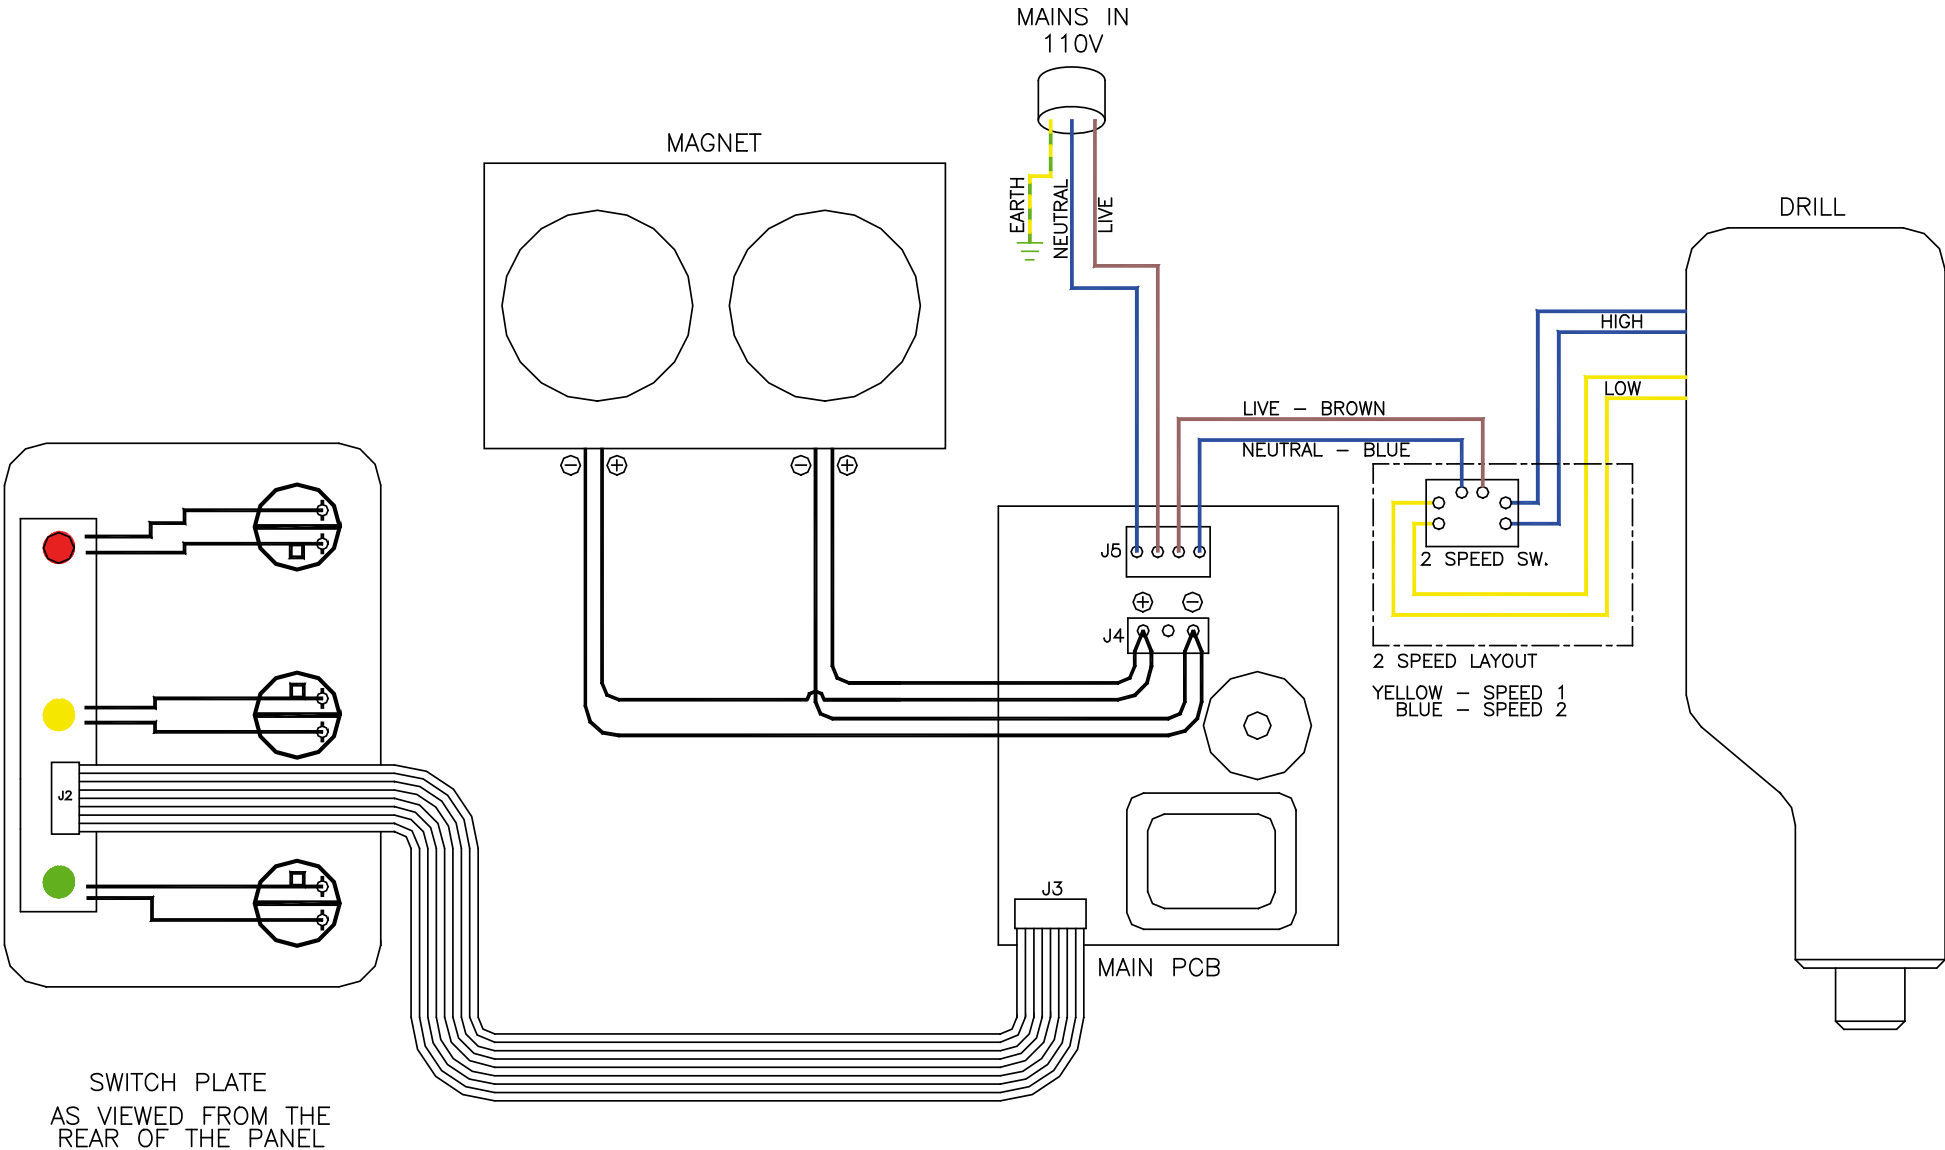 MAINS IN
110V
MAGNET
EARTH
NEUTRAL
LIVE
DRILL
HIGH
LOW
LIVE - BROWN
NEUTRAL - BLUE
J5
2 SPEED SW.
J4
2 SPEED LAYOUT
YELLOW - SPEED 1
BLUE - SPEED 2
J2
J3
MAIN PCB
SWITCH PLATE
AS VIEWED FROM THE
REAR OF THE PANEL